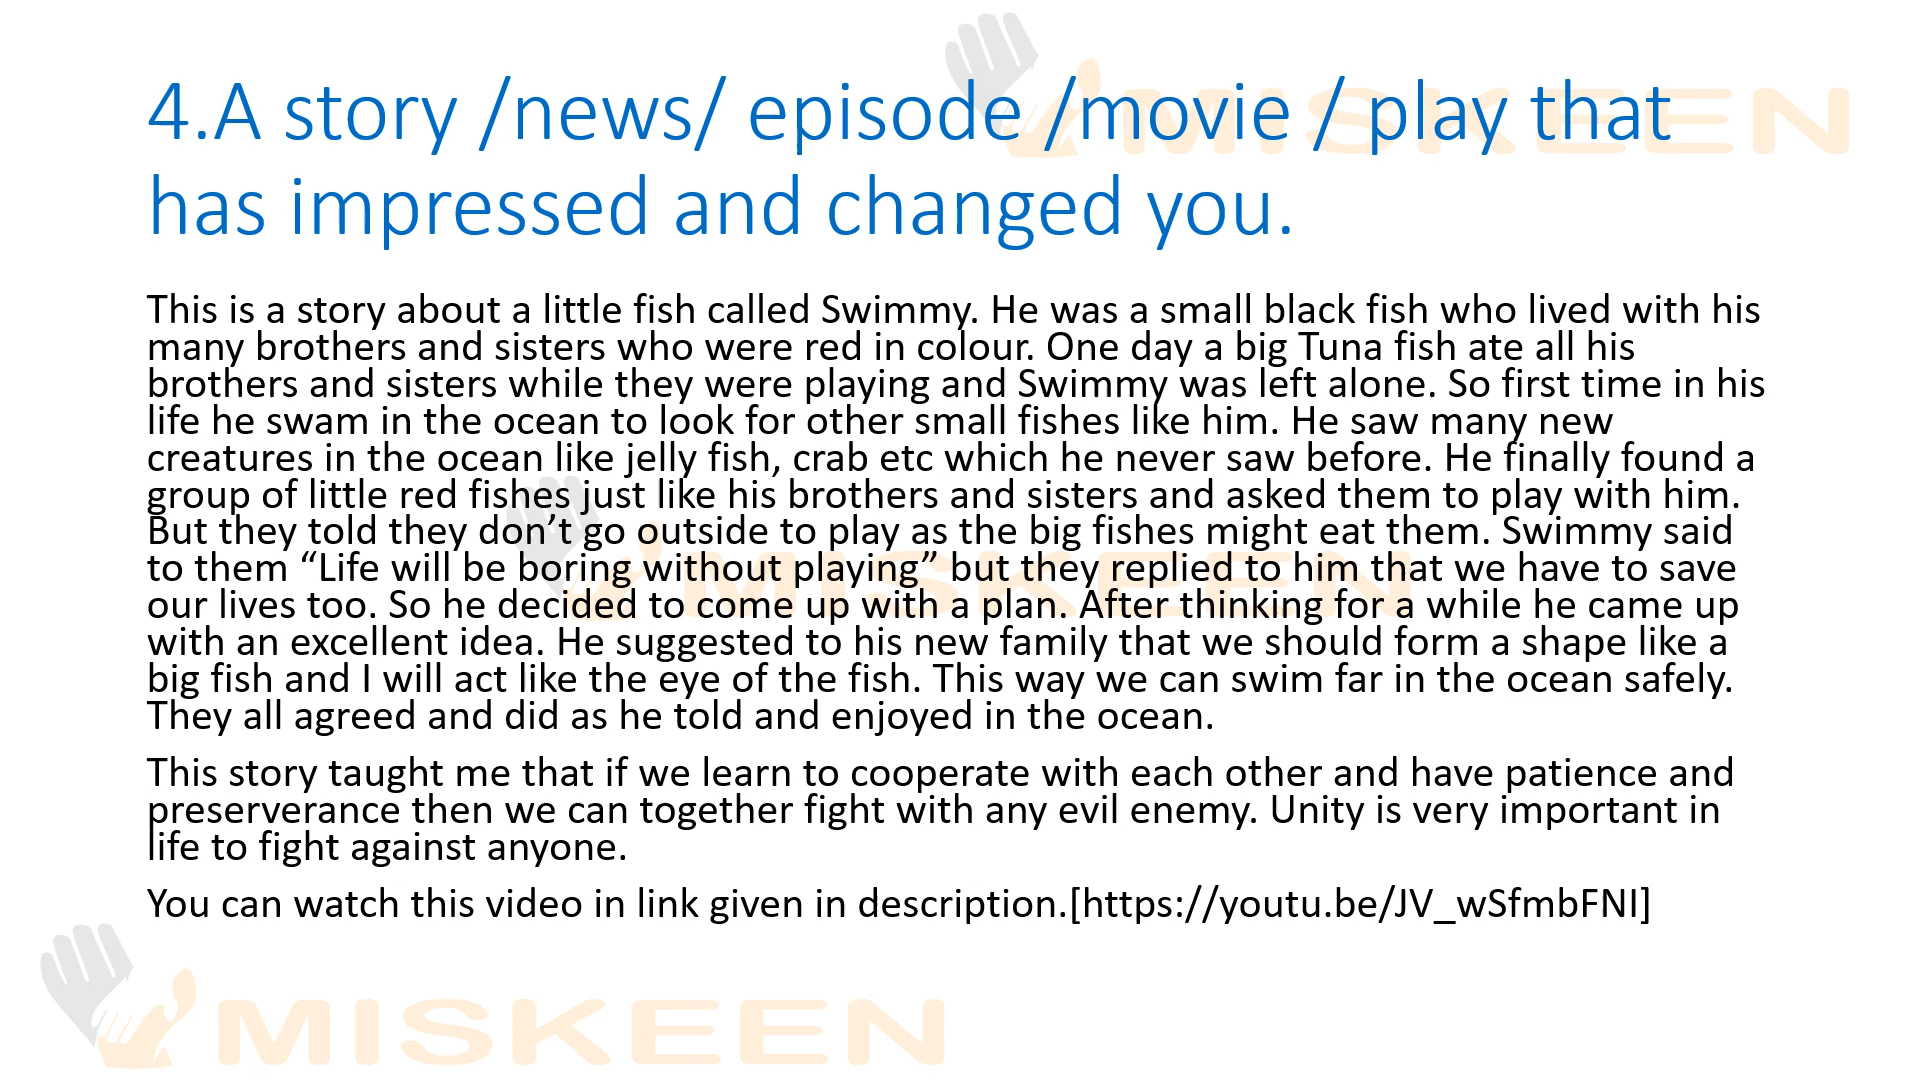 4.A story /news/ episode /movie / play that
has impressed and changed you.
This is a story about a little fish called Swimmy. He was a small black fish who lived with his
many brothers and sisters who were red in colour. One day a big Tuna fish ate all his
brothers and sisters while they were playing and Swimmy was left alone. So first time in his
life he swam in the ocean to look for other small fishes like him. He saw many new
creatures in the ocean like jelly fish, crab etc which he never saw before. He finally found a
group of little red fishes just like his brothers and sisters and asked them to play with him.
But they told they don’t go outside to play as the big fishes might eat them. Swimmy said
to them “Life will be boring without playing” but they replied to him that we have to save
our lives too. So he decided to come up with a plan. After thinking for a while he came up
with an excellent idea. He suggested to his new family that we should form a shape like a
big fish and I will act like the eye of the fish. This way we can swim far in the ocean safely.
They all agreed and did as he told and enjoyed in the ocean.
This story taught me that if we learn to cooperate with each other and have patience and
preserverance then we can together fight with any evil enemy. Unity is very important in
life to fight against anyone.
You can watch this video in link given in description.[https://youtu.be/JV_wSfmbFNI]
MISKEEN
MISKEEN
MISKEEN